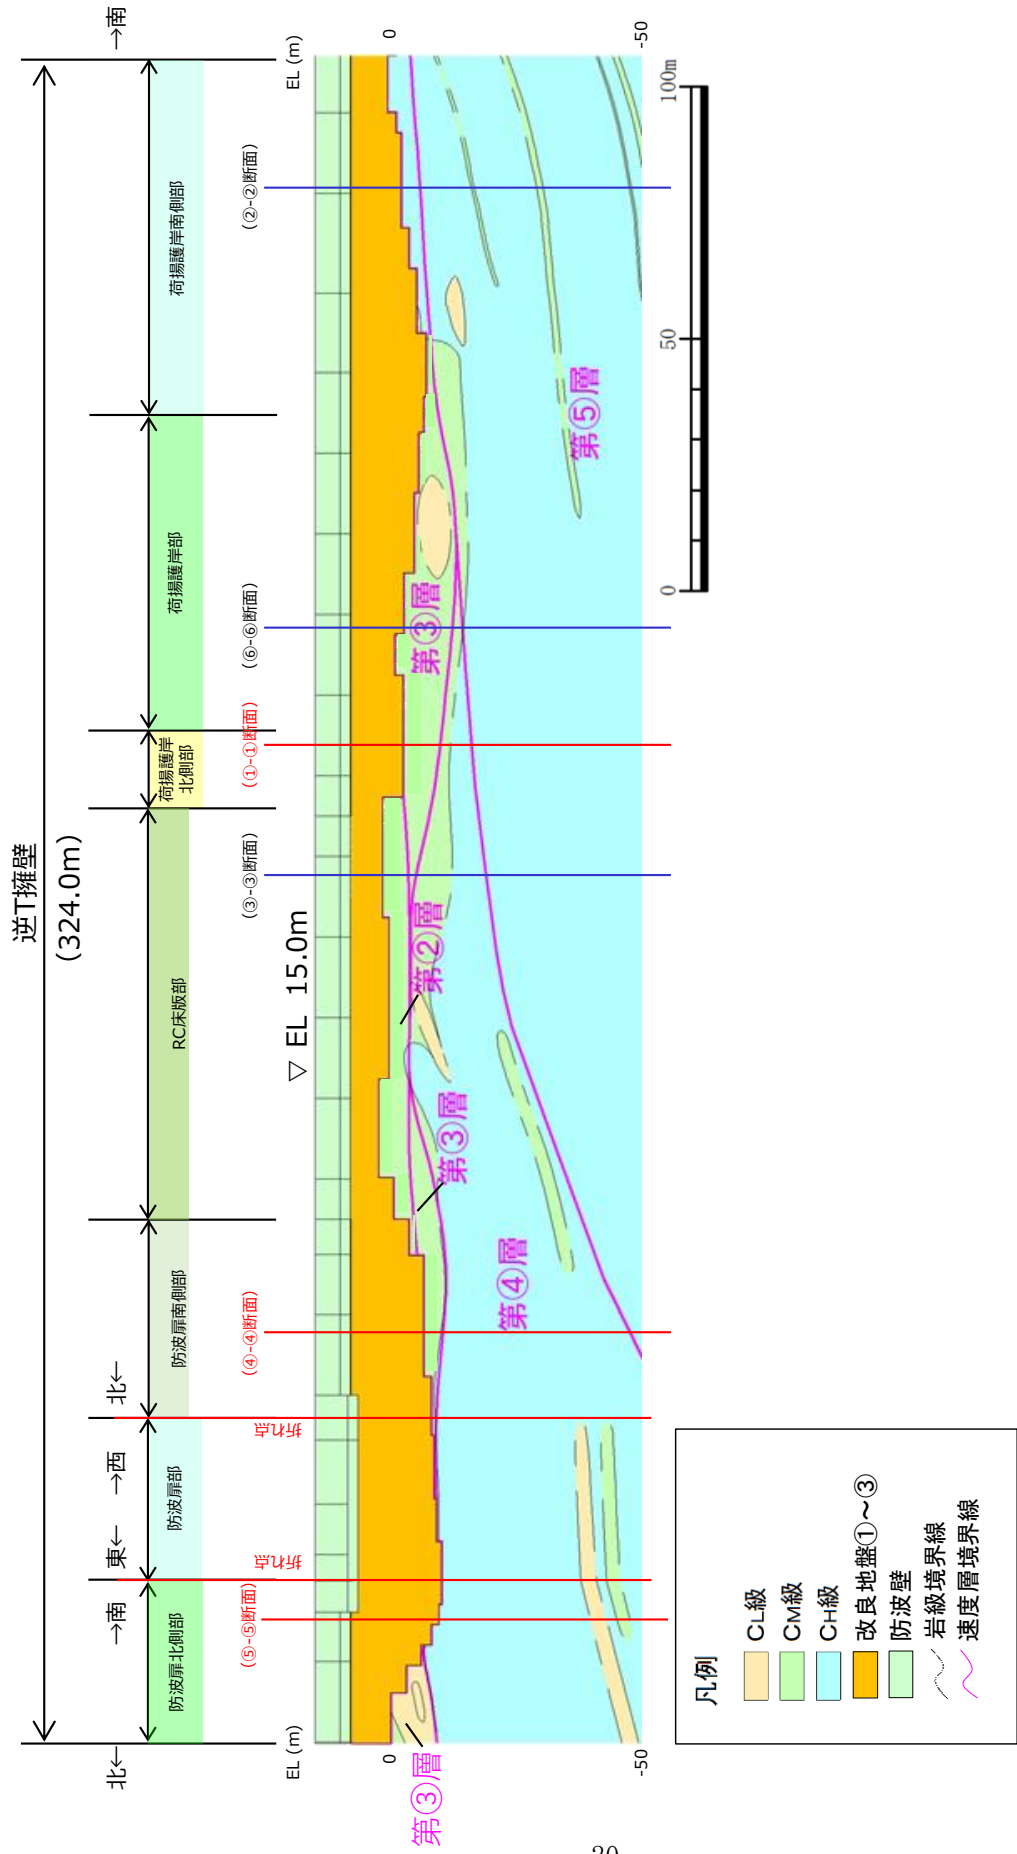 逆T擁壁
(324.0m)
北← →南 東← →西 北← →南
防波扉北側部 防波扉部 防波扉南側部 RC床版部 荷揚護岸北側部 荷揚護岸部 荷揚護岸南側部
(⑤-⑤断面) (④-④断面) (③-③断面) (①-①断面) (⑥-⑥断面) (②-②断面)
折れ点 折れ点
▽ EL 15.0m
EL (m) EL (m)
0 0
-50 -50
第③層 第③層 第②層 第③層
第④層 第⑤層
0 50 100m
凡例
CL級
CM級
CH級
改良地盤①～③
防波壁
岩級境界線
速度層境界線